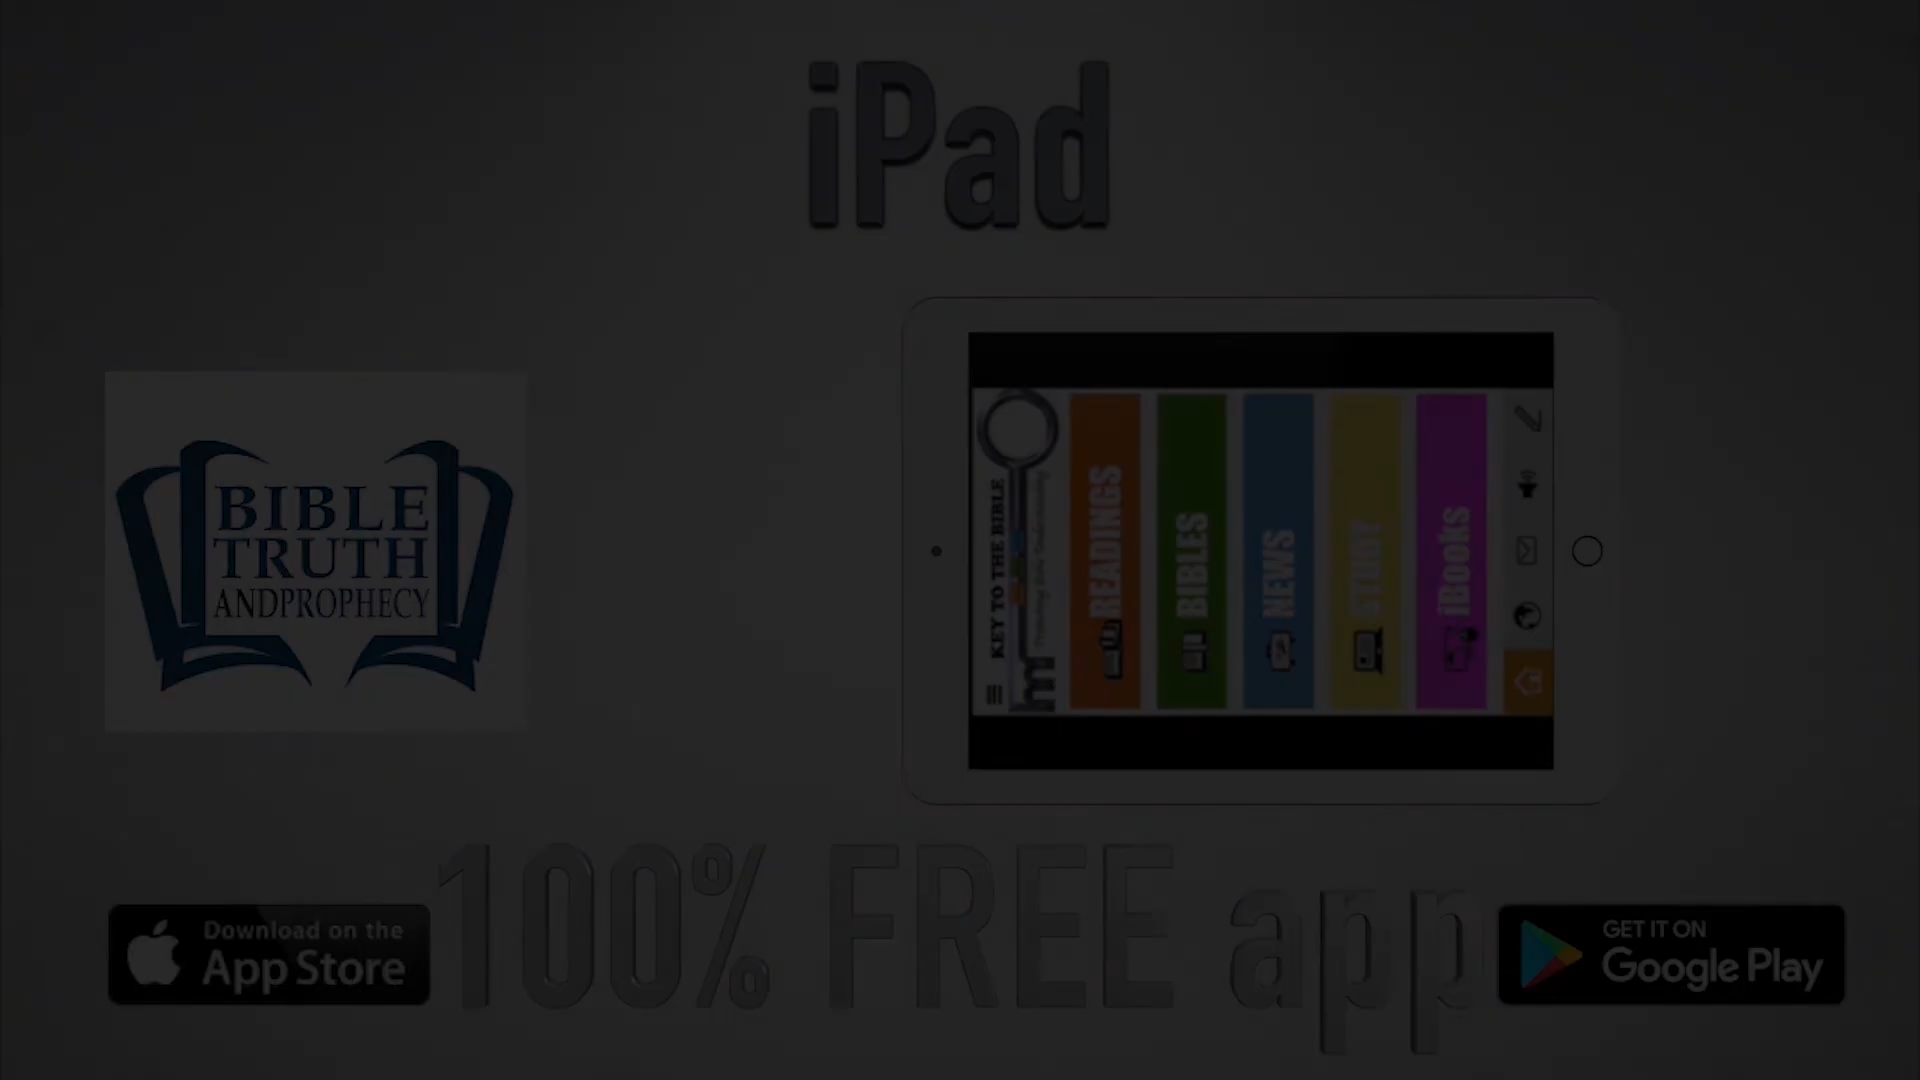 iPad
BIBLE
TRUTH
ANDPROPHECY
KEY TO THE BIBLE
READINGS
BIBLES
NEWS
STUDY
iBooks
100% FREE app
Download on the
App Store
GET IT ON
Google Play